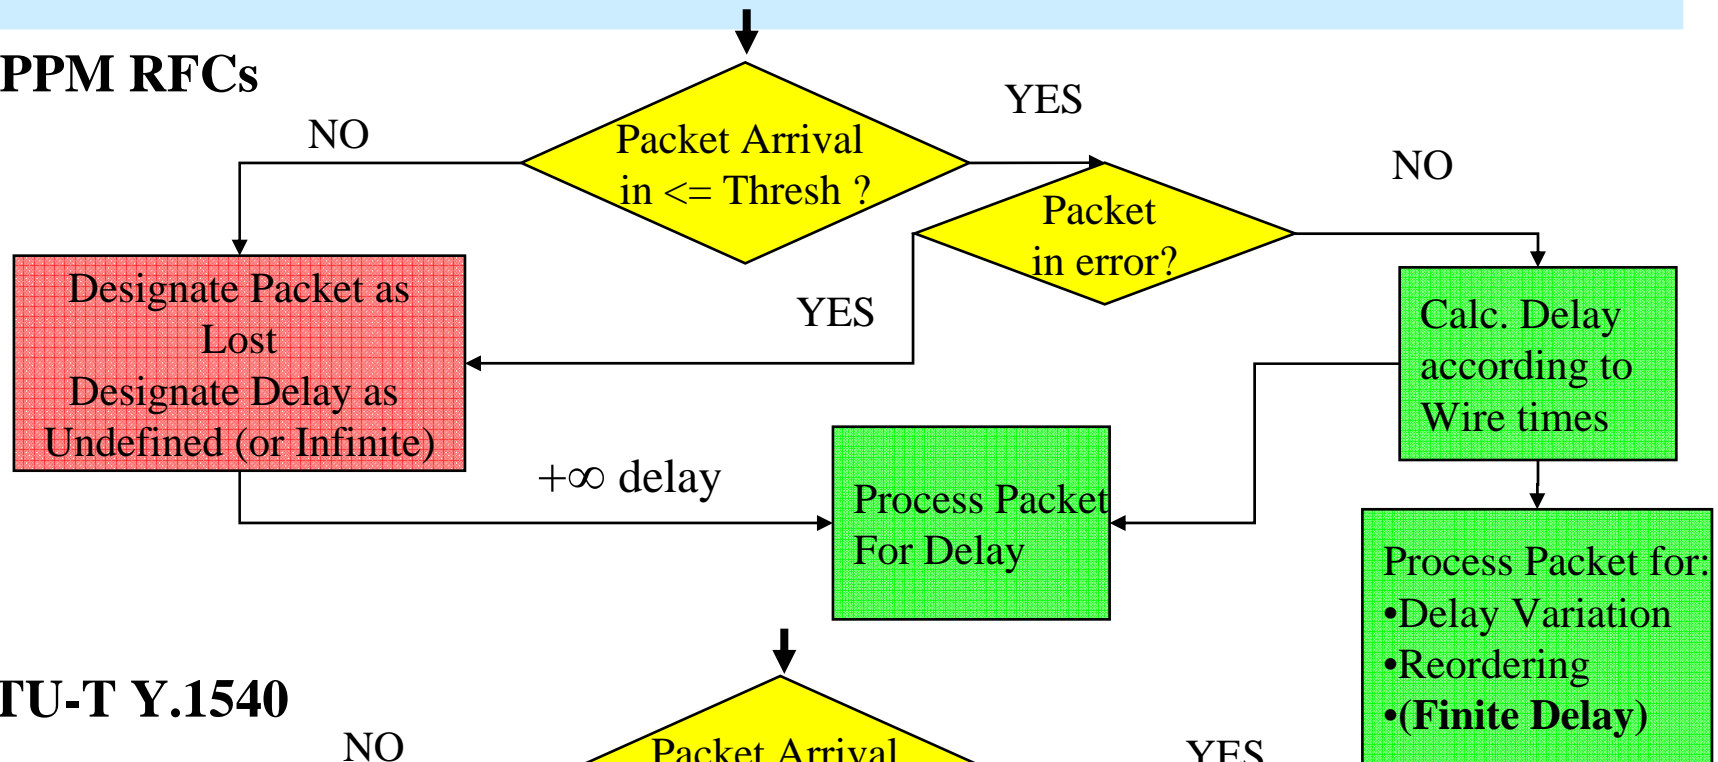 PPM RFCs
NO
Packet Arrival
in <= Thresh ?
YES
NO
Packet
in error?
YES
Designate Packet as
Lost
Designate Delay as
Undefined (or Infinite)
Calc. Delay
according to
Wire times
+∞ delay
Process Packet
For Delay
Process Packet for:
•Delay Variation
•Reordering
•(Finite Delay)
TU-T Y.1540
NO
Packet Arrival
YES